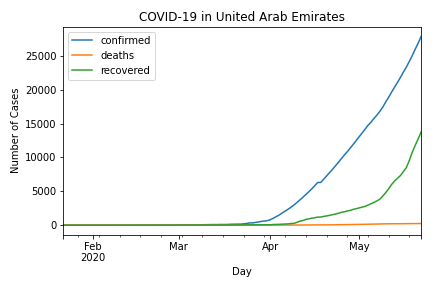 COVID-19 in United Arab Emirates
confirmed
deaths
recovered
Number of Cases
25000
20000
15000
10000
5000
0
Feb
2020
Mar
Apr
May
Day